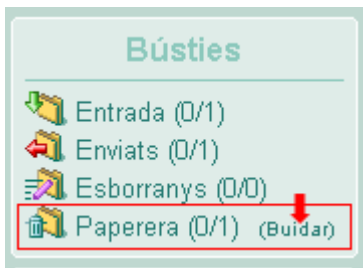 Bústies
Entrada (0/1)
Enviats (0/1)
Esborranys (0/0)
Paperera (0/1) (Buidar)